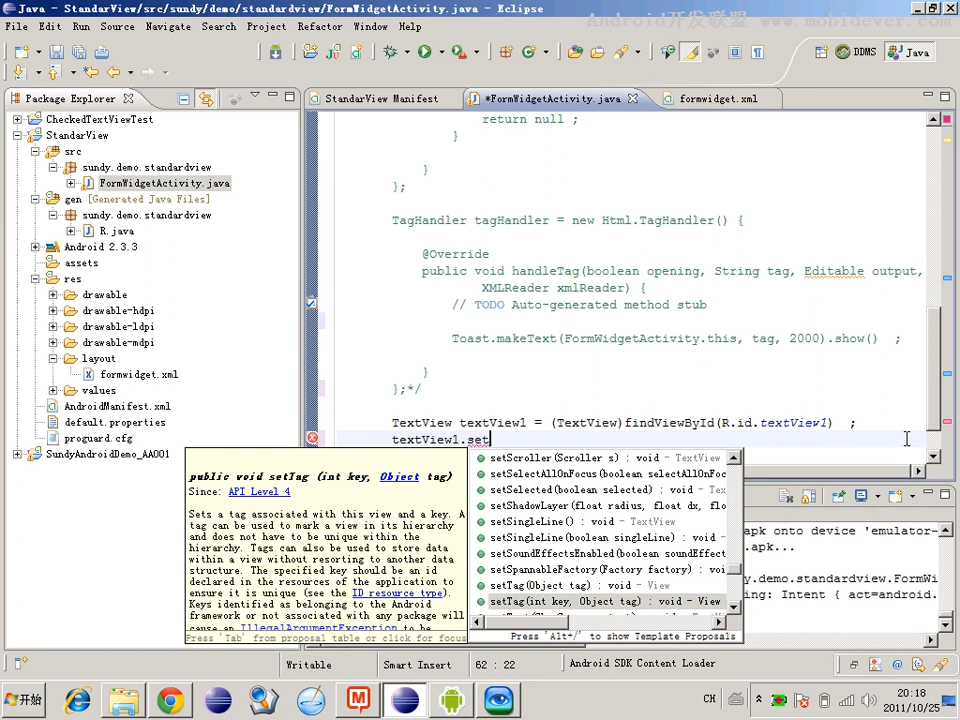 Java - StandarView/src/sundy/demo/standardview/FormWidgetActivity.java - Eclipse
Android开发联盟 www.mobidever.com
File Edit Run Source Navigate Search Project Refactor Window Help
DDMS Java
Package Explorer
StandarView Manifest *FormWidgetActivity.java formwidget.xml
CheckedTextViewTest
StandarView
src
sundy.demo.standardview
FormWidgetActivity.java
gen [Generated Java Files]
sundy.demo.standardview
R.java
Android 2.3.3
assets
res
drawable
drawable-hdpi
drawable-ldpi
drawable-mdpi
layout
formwidget.xml
values
AndroidManifest.xml
default.properties
proguard.cfg
SundyAndroidDemo_AA001
return null ;
}
}
};
TagHandler tagHandler = new Html.TagHandler() {
@Override
public void handleTag(boolean opening, String tag, Editable output,
XMLReader xmlReader) {
// TODO Auto-generated method stub
Toast.makeText(FormWidgetActivity.this, tag, 2000).show() ;
}
};*/
TextView textView1 = (TextView)findViewById(R.id.textView1) ;
textView1.set
public void setTag (int key, Object tag)
Since: API Level 4
Sets a tag associated with this view and a key. A
tag can be used to mark a view in its hierarchy
and does not have to be unique within the
hierarchy. Tags can also be used to store data
within a view without resorting to another data
structure. The specified key should be an id
declared in the resources of the application to
ensure it is unique (see the ID resource type).
Keys identified as belonging to the Android
framework or not associated with any package will
cause an IllegalArgumentException to be
Press 'Tab' from proposal table or click for focus
setScroller(Scroller s) : void - TextView
setSelectAllOnFocus(boolean selectAllOnFoc
setSelected(boolean selected) : void - Tex
setShadowLayer(float radius, float dx, flo
setSingleLine() : void - TextView
setSingleLine(boolean singleLine) : void -
setSoundEffectsEnabled(boolean soundEffect
setSpannableFactory(Factory factory) : voi
setTag(Object tag) : void - View
setTag(int key, Object tag) : void - View
Press 'Alt+/' to show Template Proposals
apk onto device 'emulator-
.apk...
y.demo.standardview.FormWi
ing: Intent { act=android.
Writable Smart Insert 62 : 22 Android SDK Content Loader
开始 CH 20:18
2011/10/25